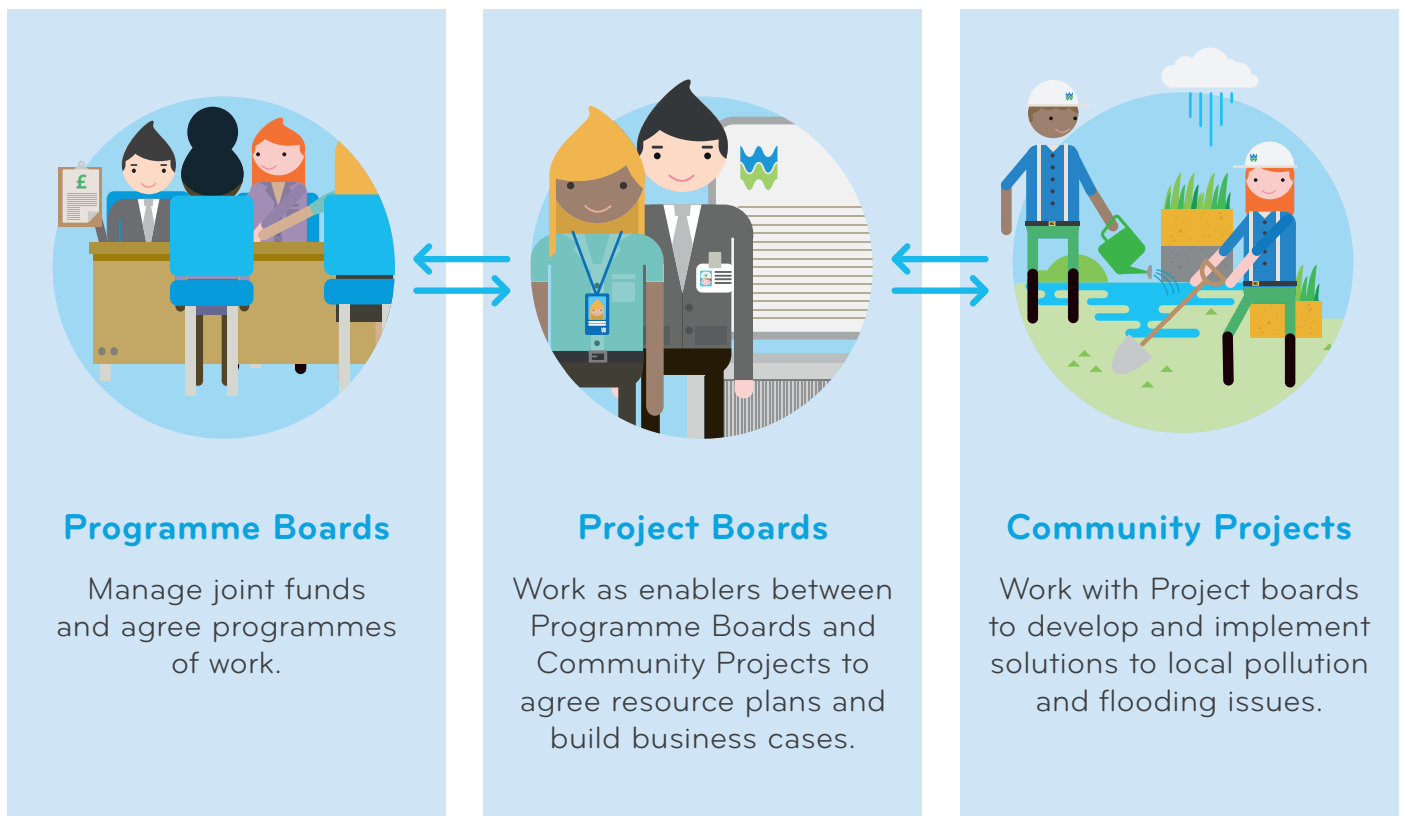 £
Programme Boards
Manage joint funds
and agree programmes
of work.
Project Boards
Work as enablers between
Programme Boards and
Community Projects to
agree resource plans and
build business cases.
Community Projects
Work with Project boards
to develop and implement
solutions to local pollution
and flooding issues.